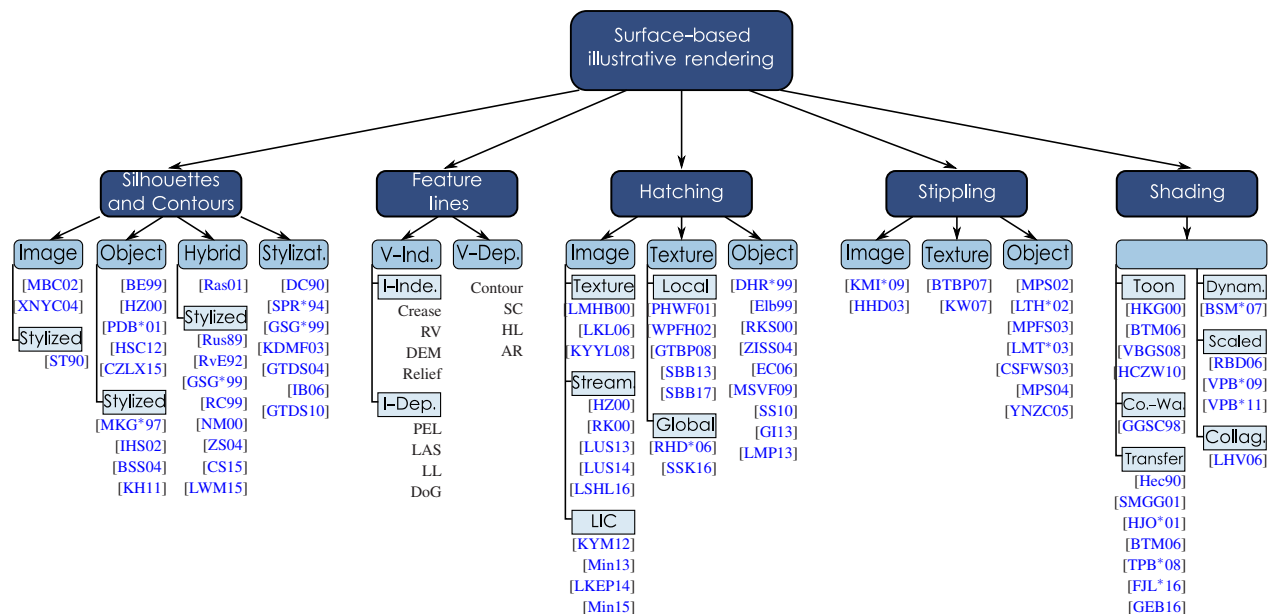 Surface-based
illustrative rendering
Silhouettes
and Contours
Image
[MBC02]
[XNYC04]
Stylized
[ST90]
Object
[BE99]
[HZ00]
[PDB*01]
[HSC12]
[CZLX15]
Stylized
[MKG*97]
[IHS02]
[BSS04]
[KH11]
Hybrid
[Ras01]
Stylized
[Rus89]
[RvE92]
[GSG*99]
[RC99]
[NM00]
[ZS04]
[CS15]
[LWM15]
Stylizat.
[DC90]
[SPR*94]
[GSG*99]
[KDMF03]
[GTDS04]
[IB06]
[GTDS10]
Feature
lines
V-Ind.
I-Inde.
Crease
RV
DEM
Relief
I-Dep.
PEL
LAS
LL
DoG
V-Dep.
Contour
SC
HL
AR
Hatching
Image
Texture
[LMHB00]
[LKL06]
[KYYL08]
Stream.
[HZ00]
[RK00]
[LUS13]
[LUS14]
[LSHL16]
LIC
[KYM12]
[Min13]
[LKEP14]
[Min15]
Texture
Local
[PHWF01]
[WPFH02]
[GTBP08]
[SBB13]
[SBB17]
Global
[RHD*06]
[SSK16]
Object
[DHR*99]
[Elb99]
[RKS00]
[ZISS04]
[EC06]
[MSVF09]
[SS10]
[GI13]
[LMP13]
Stippling
Image
[KMI*09]
[HHD03]
Texture
[BTBP07]
[KW07]
Object
[MPS02]
[LTH*02]
[MPFS03]
[LMT*03]
[CSFWS03]
[MPS04]
[YNZC05]
Shading
Toon
[HKG00]
[BTM06]
[VBGS08]
[HCZW10]
Co.-Wa.
[GGSC98]
Transfer
[Hec90]
[SMGG01]
[HJO*01]
[BTM06]
[TPB*08]
[FJL*16]
[GEB16]
Dynam.
[BSM*07]
Scaled
[RBD06]
[VPB*09]
[VPB*11]
Collag.
[LHV06]